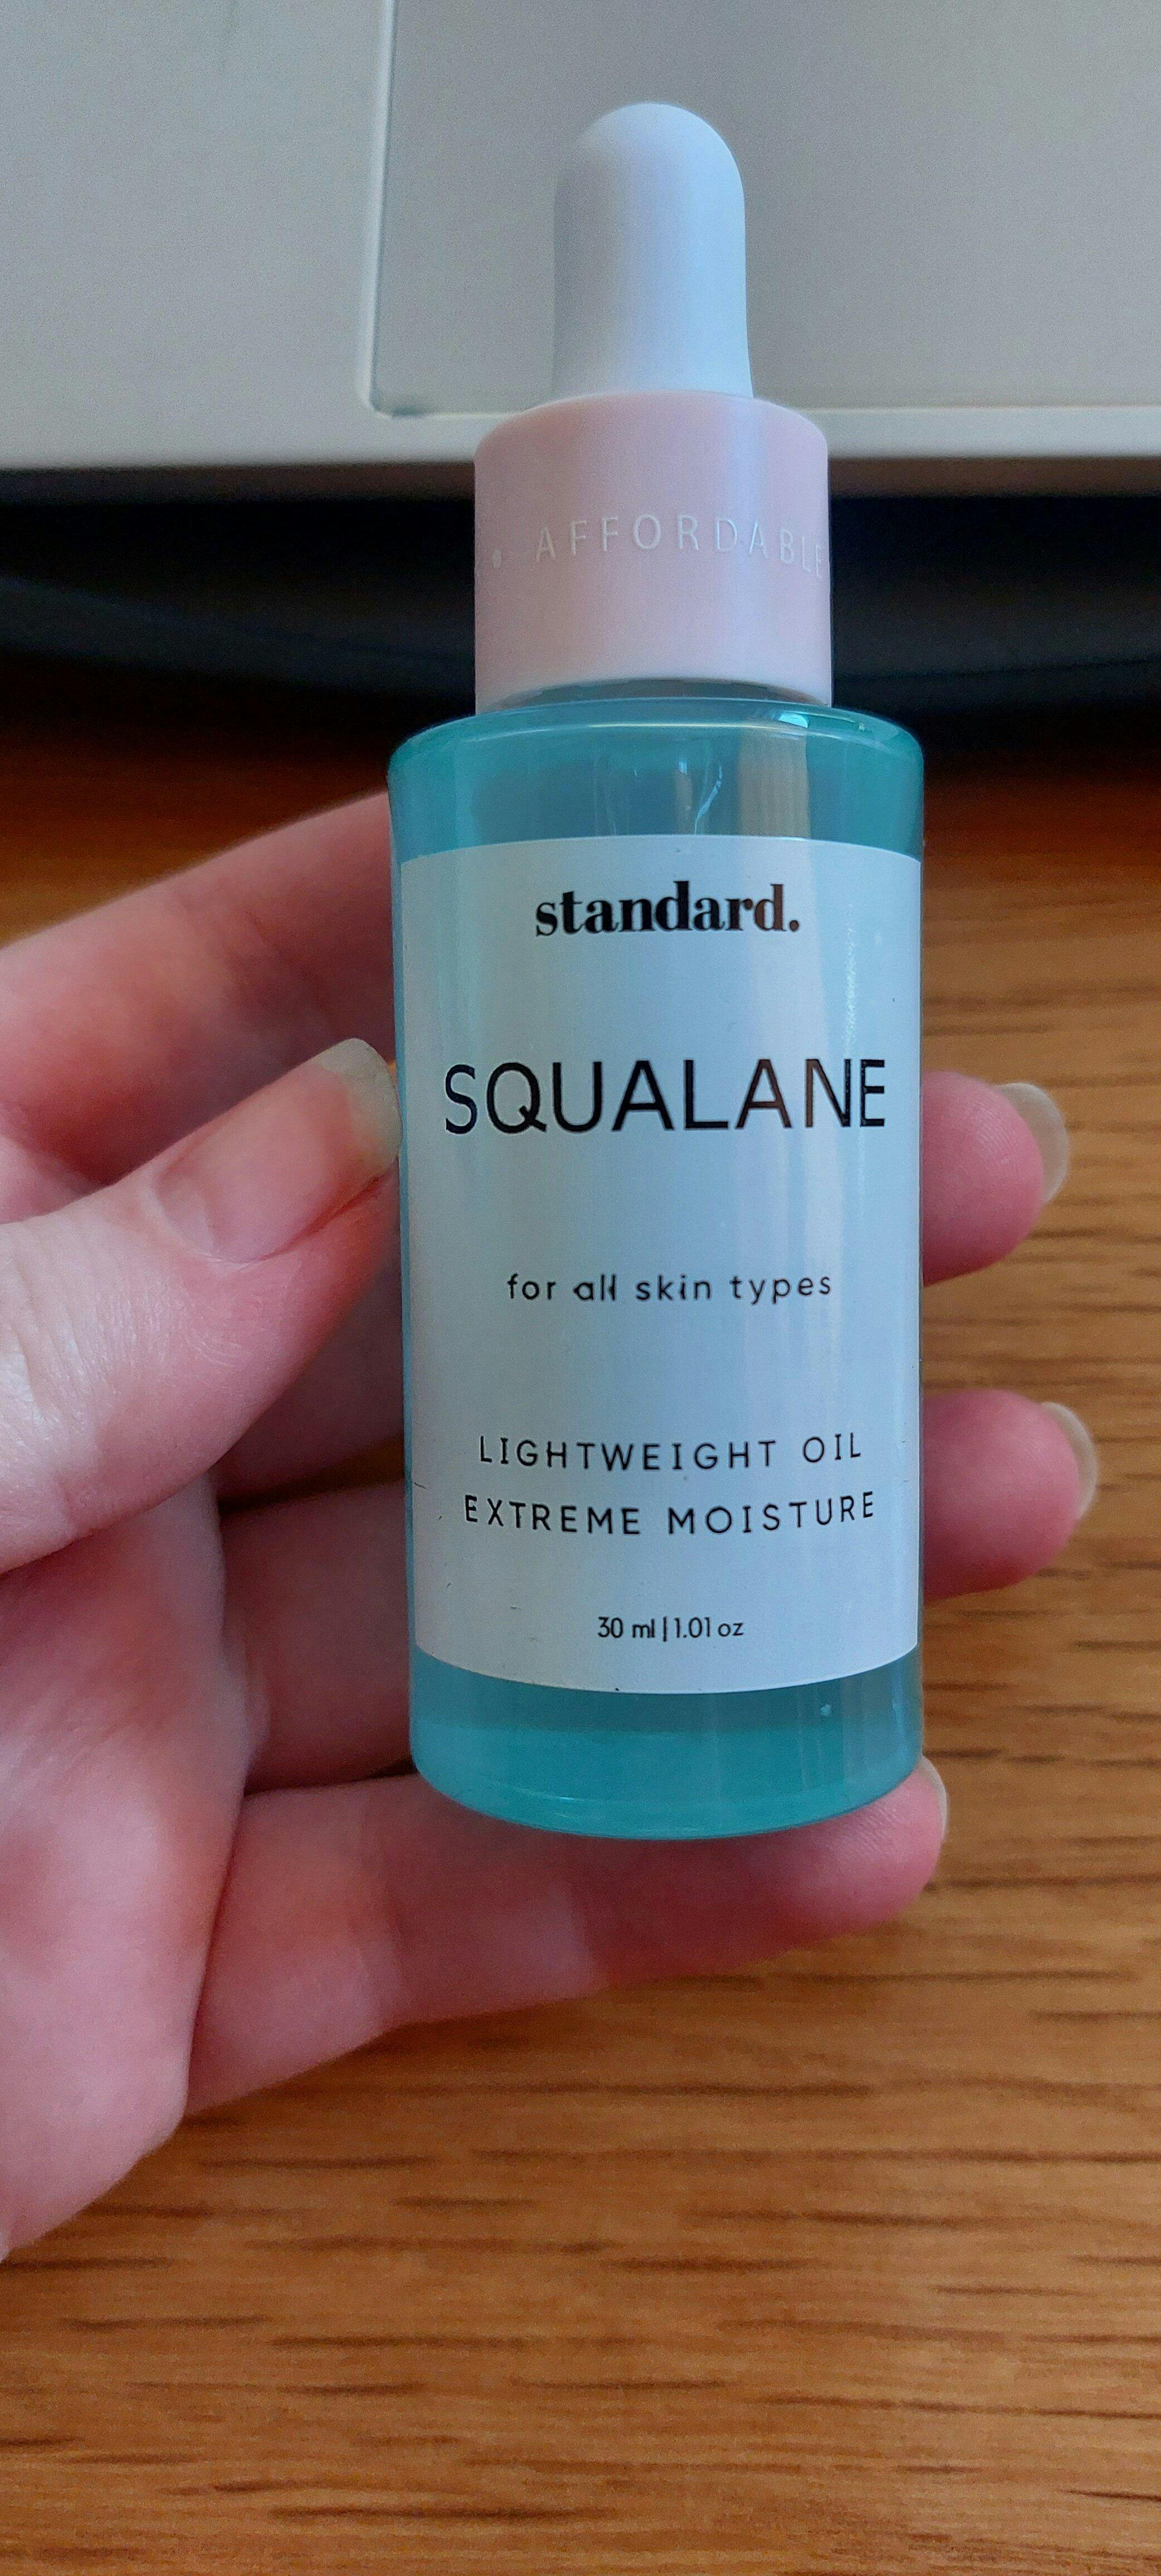 • AFFORDABLE
standard.
SQUALANE
for all skin types
LIGHTWEIGHT OIL
EXTREME MOISTURE
30 ml | 1.01 oz